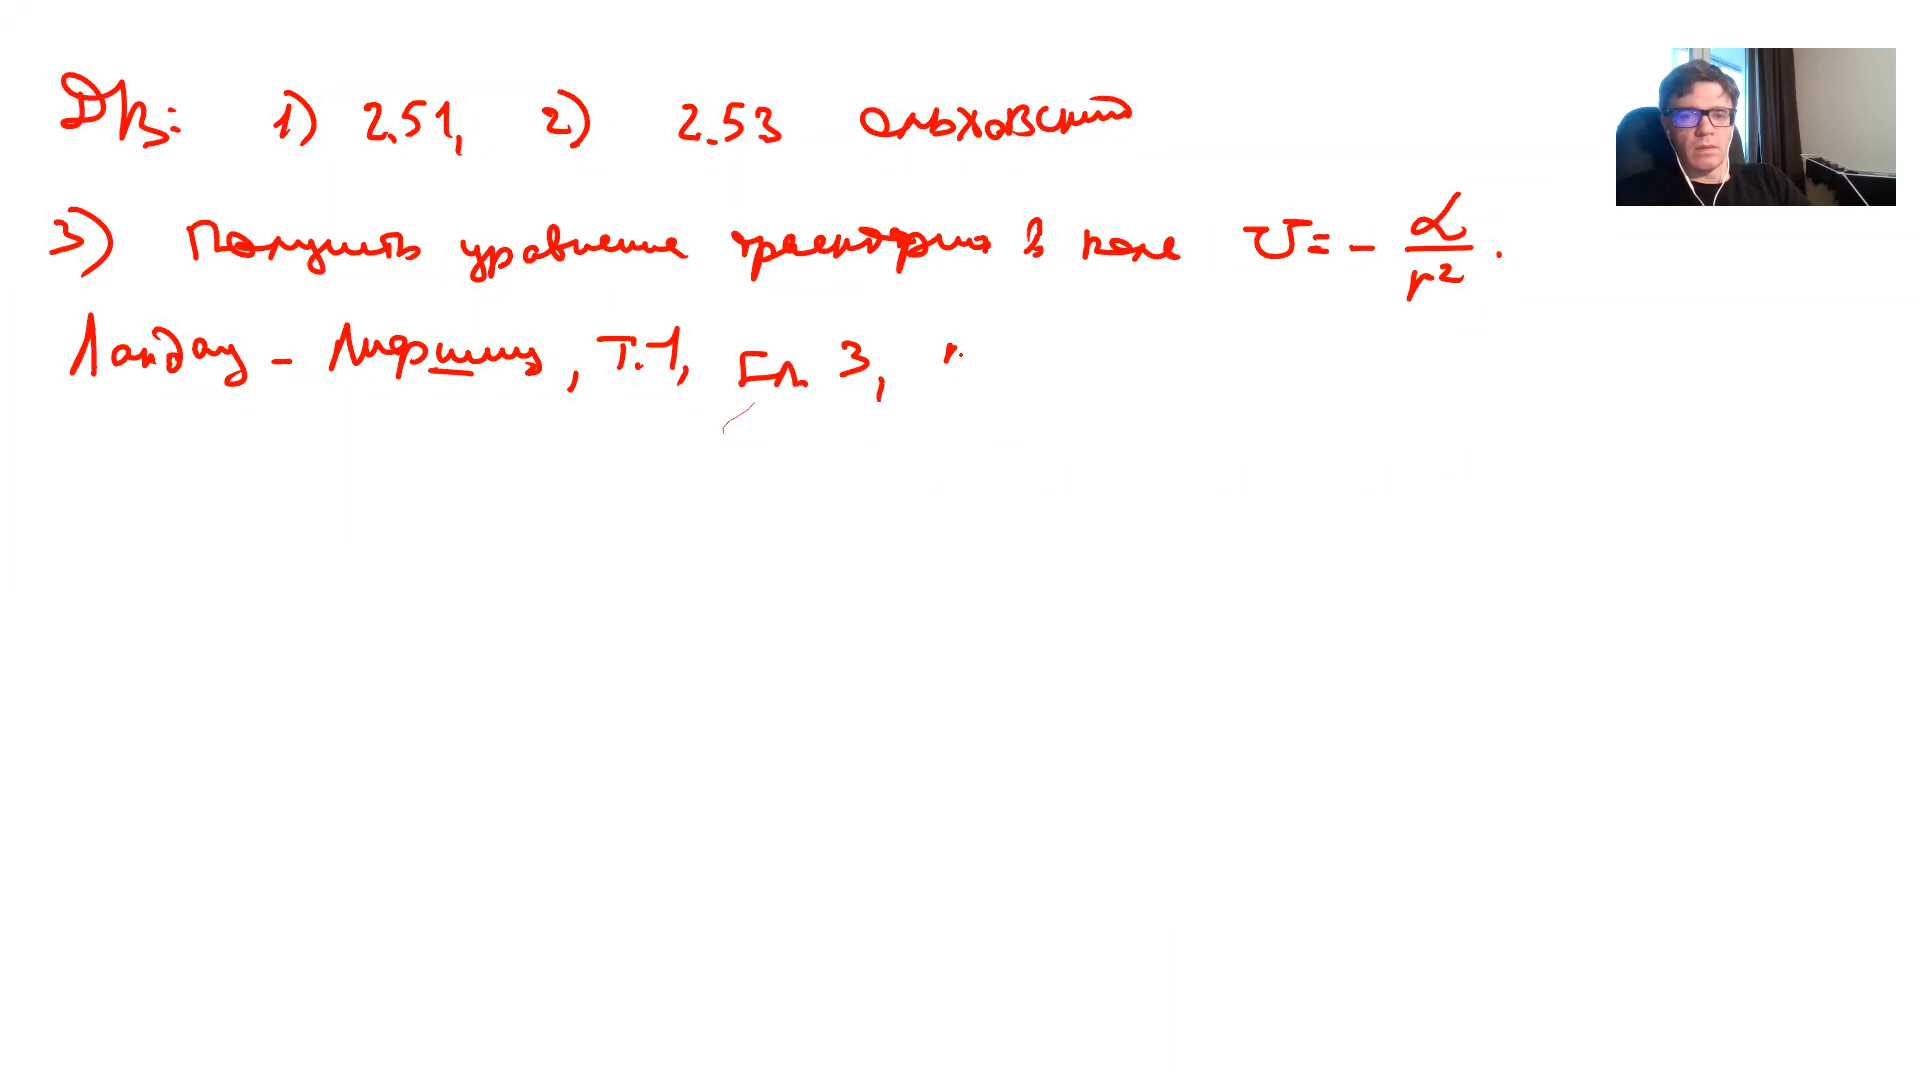 ДЗ: 1) 2.51, 2) 2.53 Ольховский
3) Получить уравнение траектории в поле U = - α/r².
Ландау - Лифшиц, Т.1, Гл 3,